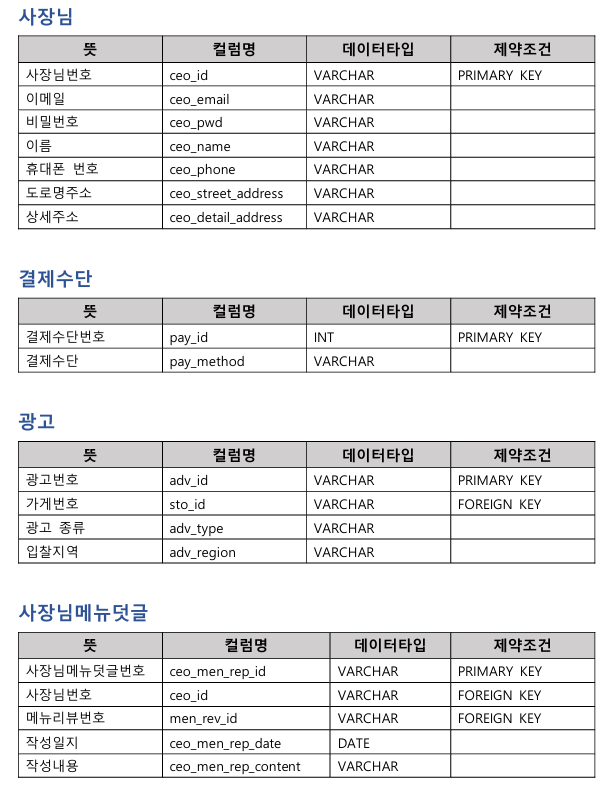 사장님
뜻 컬럼명 데이터타입 제약조건
사장님번호 ceo_id VARCHAR PRIMARY KEY
이메일 ceo_email VARCHAR
비밀번호 ceo_pwd VARCHAR
이름 ceo_name VARCHAR
휴대폰 번호 ceo_phone VARCHAR
도로명주소 ceo_street_address VARCHAR
상세주소 ceo_detail_address VARCHAR
결제수단
뜻 컬럼명 데이터타입 제약조건
결제수단번호 pay_id INT PRIMARY KEY
결제수단 pay_method VARCHAR
광고
뜻 컬럼명 데이터타입 제약조건
광고번호 adv_id VARCHAR PRIMARY KEY
가게번호 sto_id VARCHAR FOREIGN KEY
광고 종류 adv_type VARCHAR
입찰지역 adv_region VARCHAR
사장님메뉴덧글
뜻 컬럼명 데이터타입 제약조건
사장님메뉴덧글번호 ceo_men_rep_id VARCHAR PRIMARY KEY
사장님번호 ceo_id VARCHAR FOREIGN KEY
메뉴리뷰번호 men_rev_id VARCHAR FOREIGN KEY
작성일지 ceo_men_rep_date DATE
작성내용 ceo_men_rep_content VARCHAR